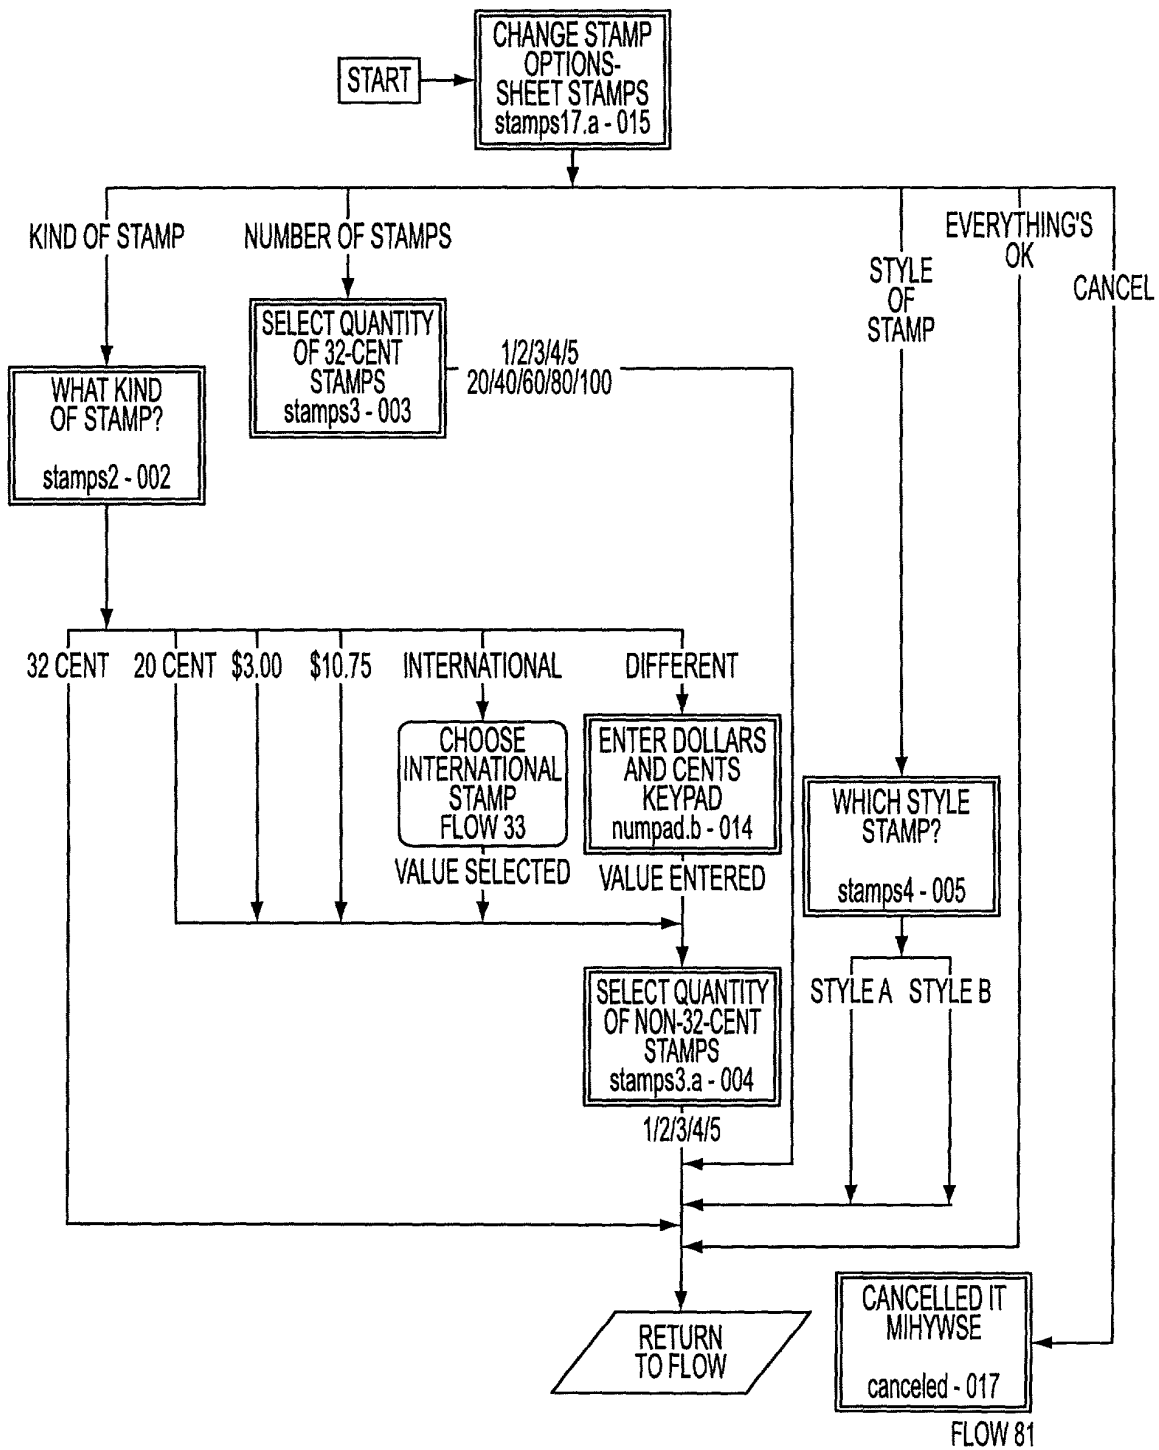 START
CHANGE STAMP
OPTIONS-
SHEET STAMPS
stamps17.a - 015
KIND OF STAMP
NUMBER OF STAMPS
STYLE
OF
STAMP
EVERYTHING'S
OK
CANCEL
WHAT KIND
OF STAMP?
stamps2 - 002
SELECT QUANTITY
OF 32-CENT
STAMPS
stamps3 - 003
1/2/3/4/5
20/40/60/80/100
32 CENT
20 CENT
$3.00
$10.75
INTERNATIONAL
DIFFERENT
CHOOSE
INTERNATIONAL
STAMP
FLOW 33
VALUE SELECTED
ENTER DOLLARS
AND CENTS
KEYPAD
numpad.b - 014
VALUE ENTERED
WHICH STYLE
STAMP?
stamps4 - 005
STYLE A
STYLE B
SELECT QUANTITY
OF NON-32-CENT
STAMPS
stamps3.a - 004
1/2/3/4/5
RETURN
TO FLOW
CANCELLED IT
MIHYWSE
canceled - 017
FLOW 81